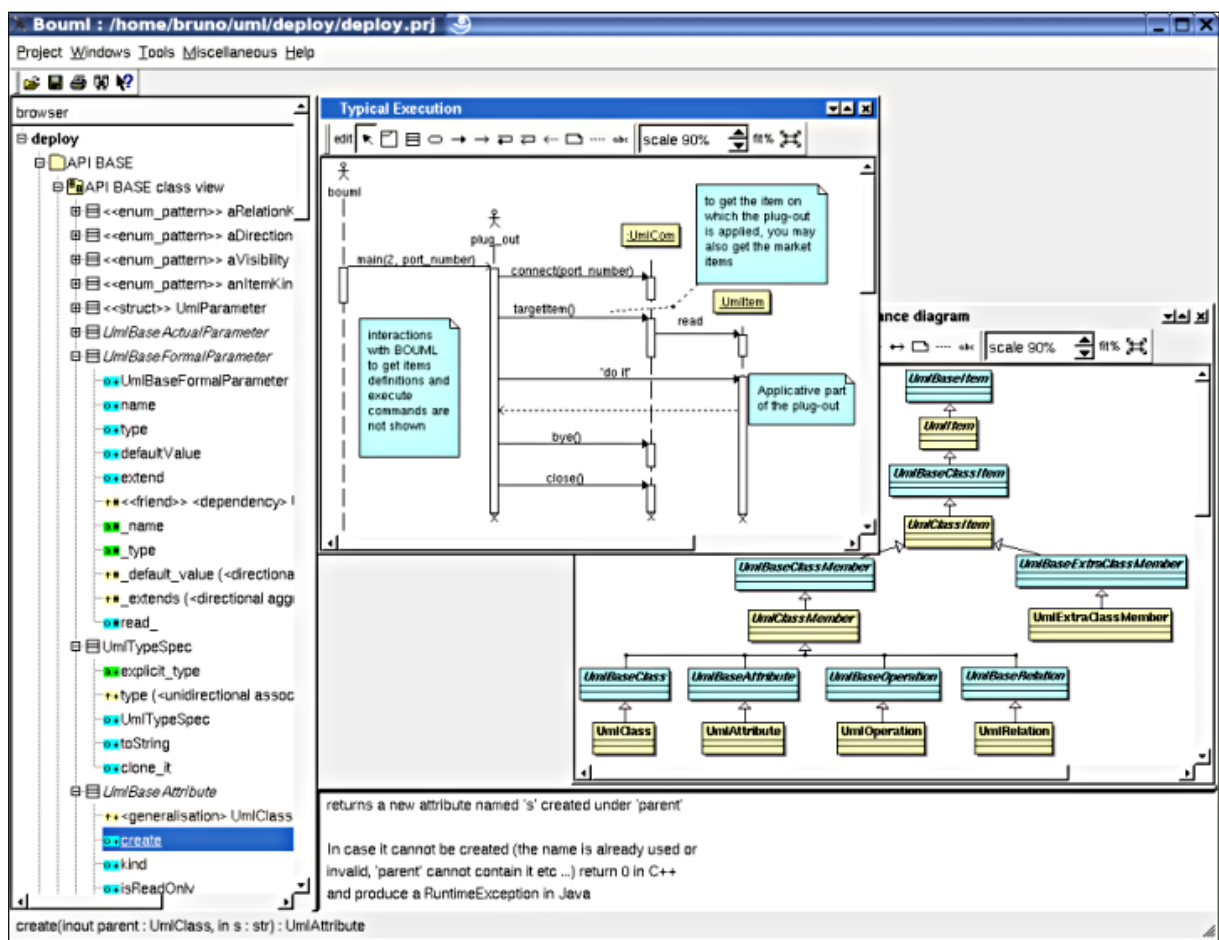 Bouml : /home/bruno/uml/deploy/deploy.prj
Project Windows Tools Miscellaneous Help
browser
deploy
API BASE
API BASE class view
<<enum_pattern>> aRelationK
<<enum_pattern>> aDirection
<<enum_pattern>> aVisibility
<<enum_pattern>> anItemKin
<<struct>> UmlParameter
UmlBaseActualParameter
UmlBaseFormalParameter
UmlBaseFormalParameter
name
type
defaultValue
extend
<<friend>> <dependency>
_name
_type
_default_value (<directiona
_extends (<directional aggr
read_
UmlTypeSpec
explicit_type
type (<unidirectional assoc
UmlTypeSpec
toString
clone_it
UmlBaseAttribute
<generalisation> UmlClass
create
kind
isReadOnly
Typical Execution
edit
abc
scale 90%
fit%
bouml
plug_out
:UmlCom
to get the item on
which the plug-out
is applied, you may
also get the market
items
main(2, port_number)
connect(port_number)
targetItem()
UmlItem
read
interactions
with BOUML
to get items
definitions and
execute
commands are
not shown
"do it"
Applicative part
of the plug-out
bye()
close()
ance diagram
abc
scale 90%
fit%
UmlBaseItem
UmlItem
UmlBaseClassItem
UmlClassItem
UmlBaseClassMember
UmlBaseExtraClassMember
UmlClassMember
UmlExtraClassMember
UmlBaseClass
UmlBaseAttribute
UmlBaseOperation
UmlBaseRelation
UmlClass
UmlAttribute
UmlOperation
UmlRelation
returns a new attribute named 's' created under 'parent'
In case it cannot be created (the name is already used or
invalid, 'parent' cannot contain it etc ...) return 0 in C++
and produce a RuntimeException in Java
create(inout parent : UmlClass, in s : str) : UmlAttribute